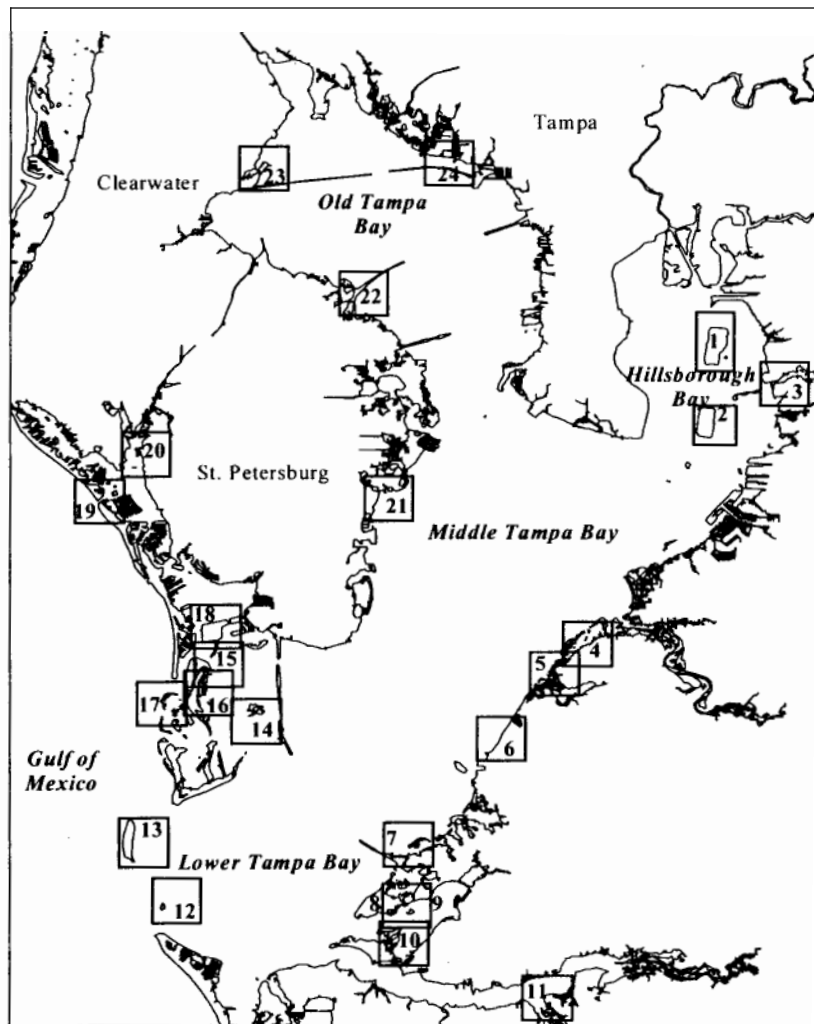 Tampa
Clearwater
23
24
Old Tampa
Bay
22
1
Hillsborough
Bay
3
2
20
St. Petersburg
19
21
Middle Tampa Bay
18
4
15
5
17
16
14
6
Gulf of
Mexico
13
7
Lower Tampa Bay
12
8
9
10
11